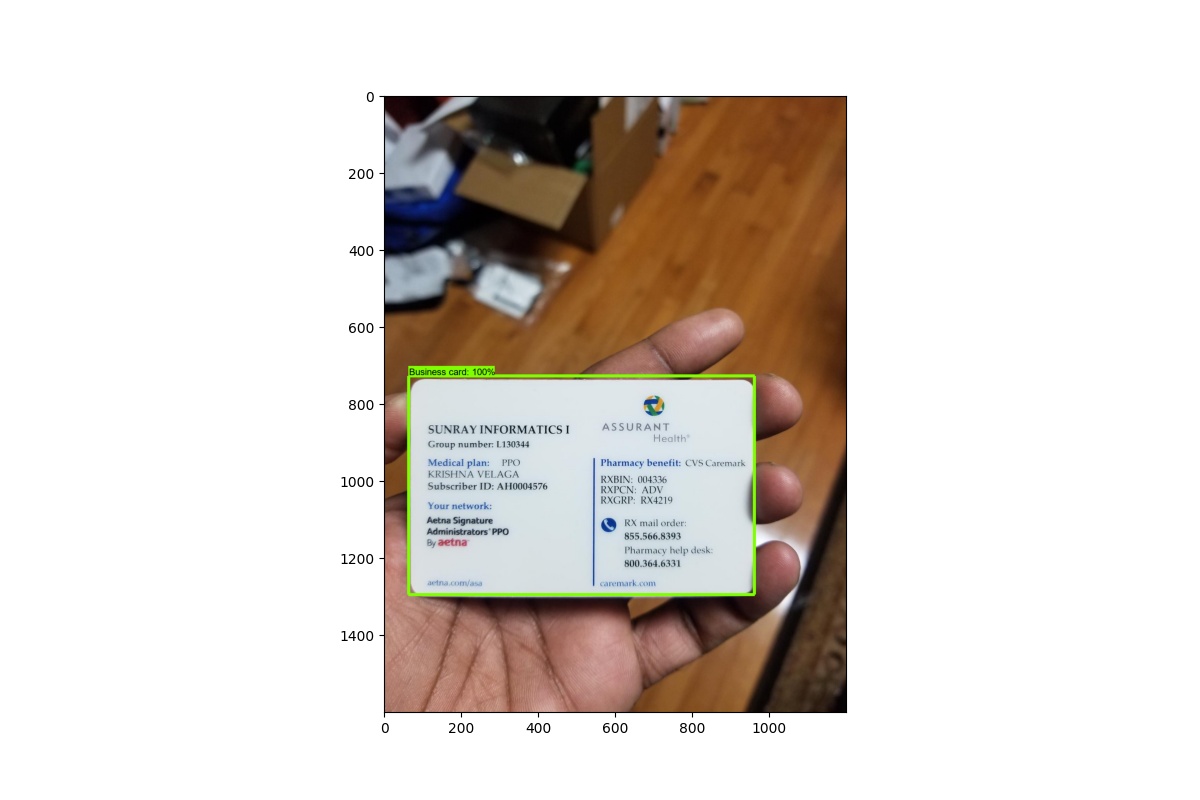 Business card: 100%
SUNRAY INFORMATICS I
Group number: L130344
Medical plan: PPO
KRISHNA VELAGA
Subscriber ID: AH0004576
Your network:
Aetna Signature
Administrators® PPO
By aetna
aetna.com/asa
ASSURANT
Health®
Pharmacy benefit: CVS Caremark
RXBIN: 004336
RXPCN: ADV
RXGRP: RX4219
RX mail order:
855.566.8393
Pharmacy help desk:
800.364.6331
caremark.com
0
200
400
600
800
1000
1200
1400
0 200 400 600 800 1000